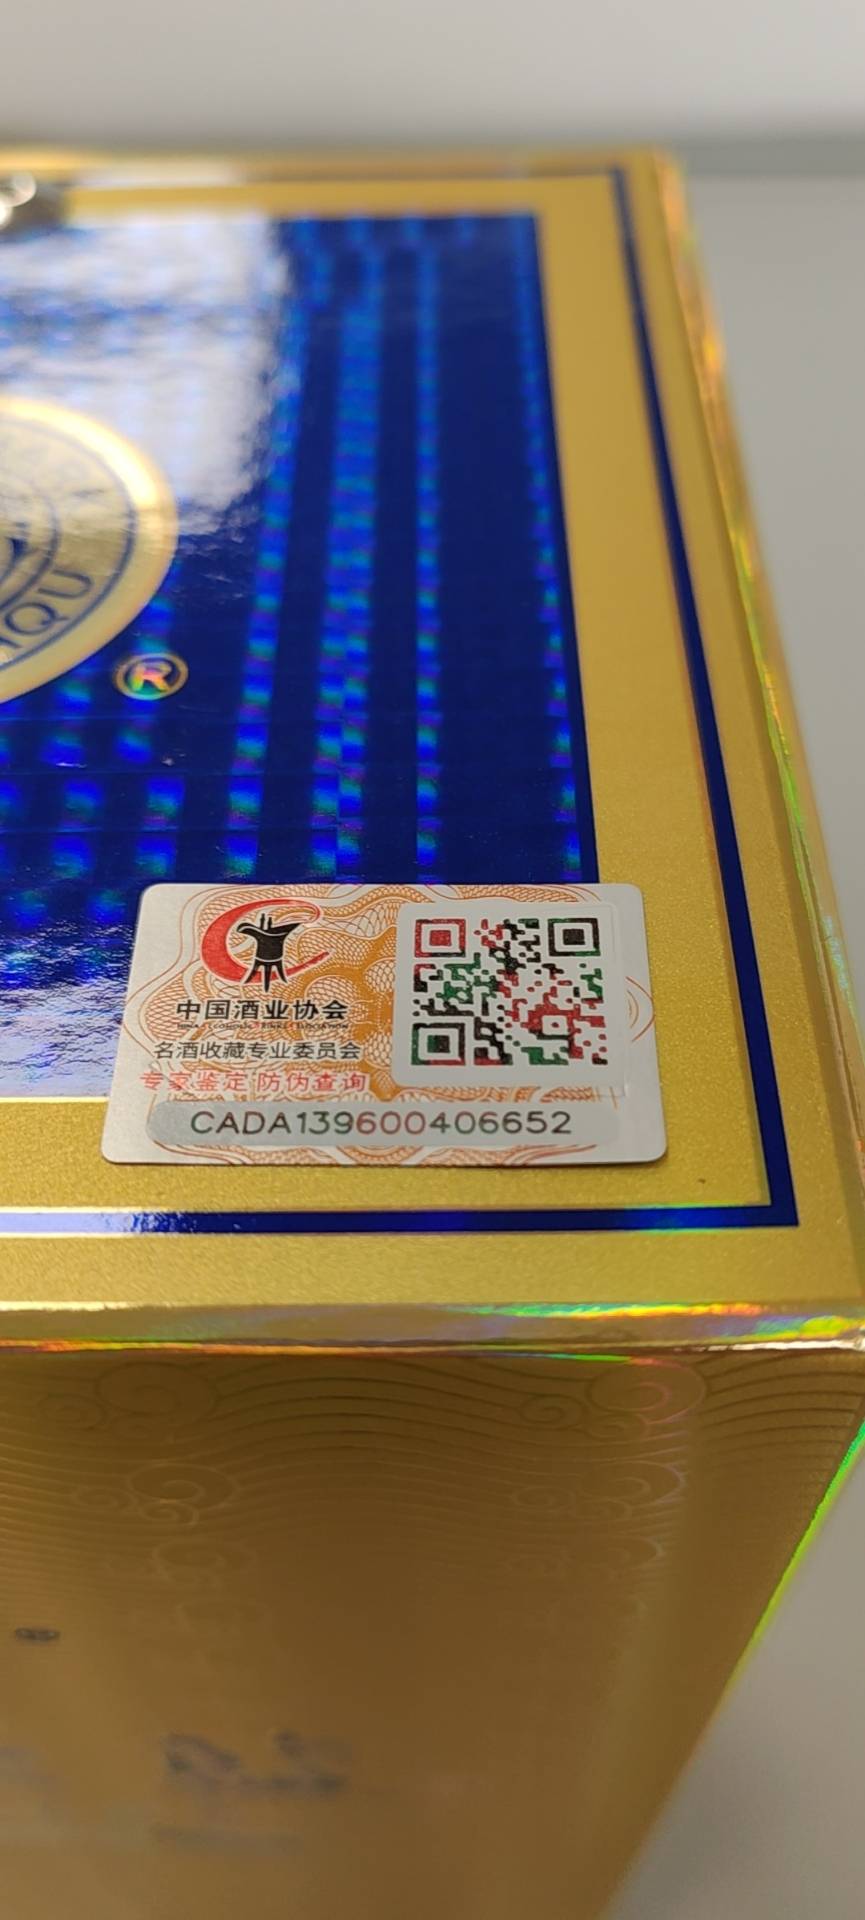 QU
®
中国酒业协会
名酒收藏专业委员会
专家鉴定 防伪查询
CADA139600406652